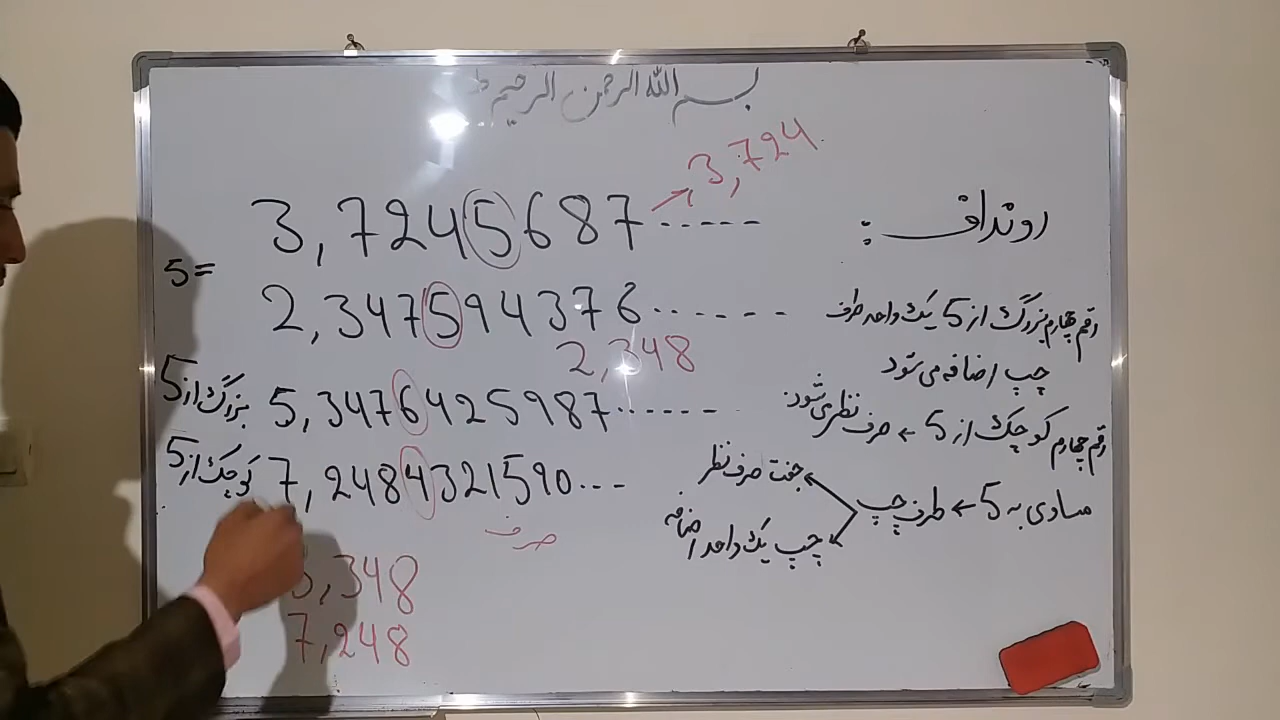 بسم الله الرحمن الرحیم
3,724
رونداف :
3,7245687 -----
5=
2,347594376 ------
رقم چهارم بزرگ از 5 یک واحد طرف
چپ اضافه می شود
2,348
بزرگ از 5
5,3476425987 ------
رقم چهارم کوچک از 5 ← صرف نظر می شود.
کوچک از 5
7,2484321590 ---
مساوی به 5 ← طرف چپ
جفت صرف نظر
چپ یک واحد اضافه
صرف
,348
7,248